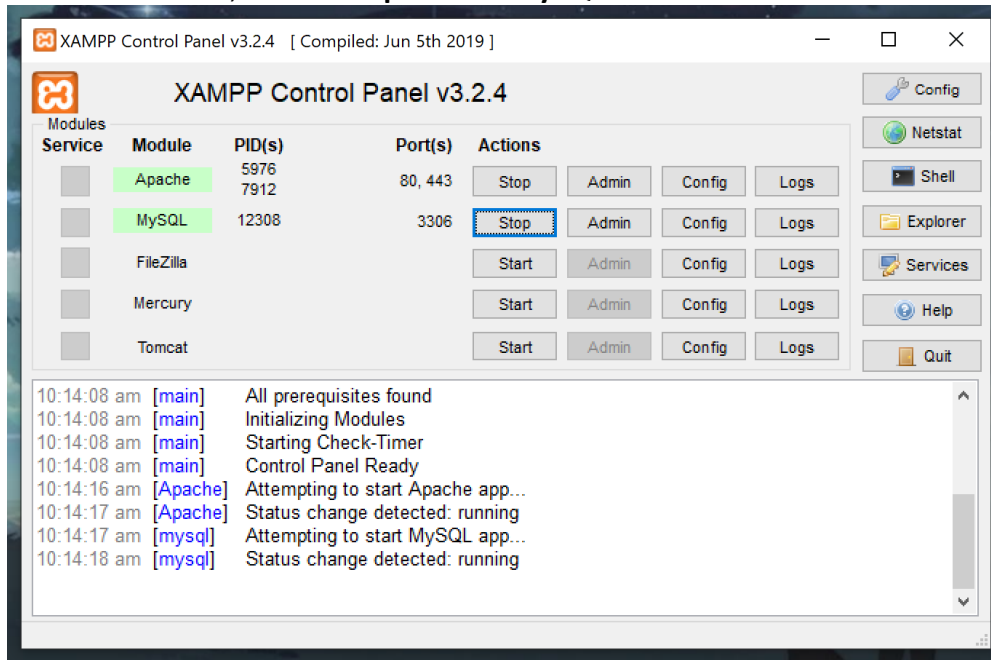 XAMPP Control Panel v3.2.4 [ Compiled: Jun 5th 2019 ]
XAMPP Control Panel v3.2.4
Config
Netstat
Shell
Explorer
Services
Help
Quit
Modules
Service Module PID(s) Port(s) Actions
Apache 5976 7912 80, 443 Stop Admin Config Logs
MySQL 12308 3306 Stop Admin Config Logs
FileZilla Start Admin Config Logs
Mercury Start Admin Config Logs
Tomcat Start Admin Config Logs
10:14:08 am [main] All prerequisites found
10:14:08 am [main] Initializing Modules
10:14:08 am [main] Starting Check-Timer
10:14:08 am [main] Control Panel Ready
10:14:16 am [Apache] Attempting to start Apache app...
10:14:17 am [Apache] Status change detected: running
10:14:17 am [mysql] Attempting to start MySQL app...
10:14:18 am [mysql] Status change detected: running